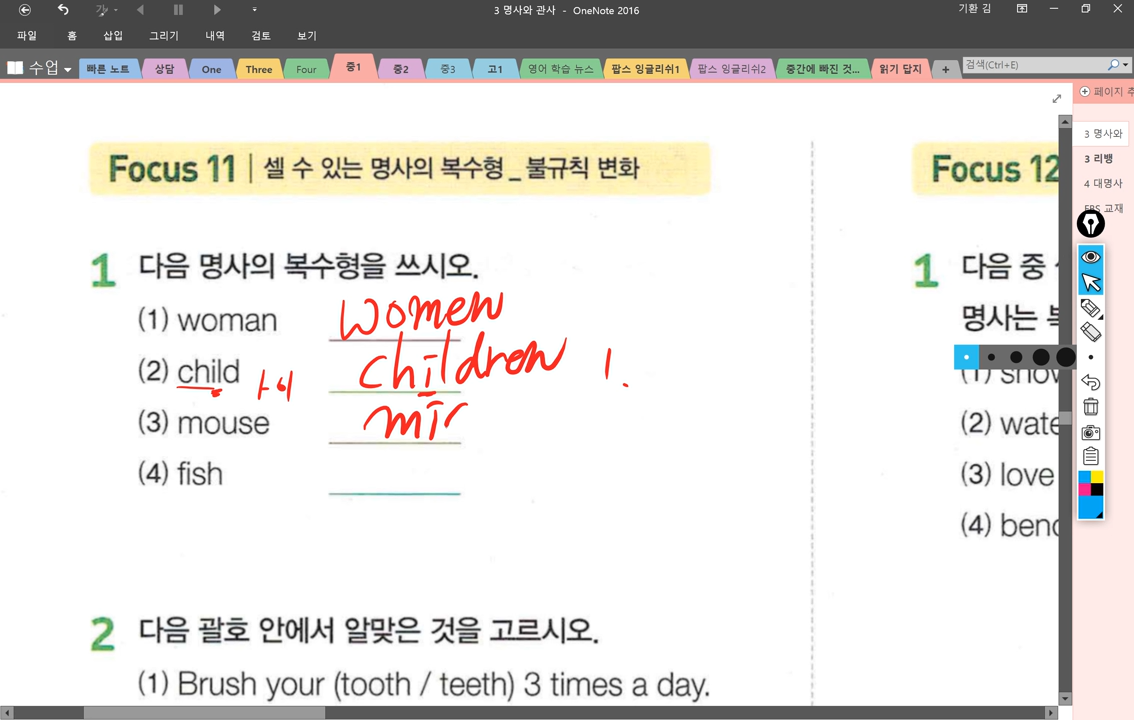 3 명사와 관사 - OneNote 2016
기환 김
파일 홈 삽입 그리기 내역 검토 보기
수업 빠른 노트 상담 One Three Four 중1 중2 중3 고1 영어 학습 뉴스 팝스 잉글리쉬1 팝스 잉글리쉬2 중간에 빠진 것... 읽기 답지 + 검색(Ctrl+E)
페이지 추
3 명사와
3 리뱅
4 대명사
EBS 교재
Focus 11 | 셀 수 있는 명사의 복수형_불규칙 변화
1 다음 명사의 복수형을 쓰시오.
(1) woman women
(2) child children
(3) mouse mic
(4) fish
2 다음 괄호 안에서 알맞은 것을 고르시오.
(1) Brush your (tooth / teeth) 3 times a day.
Focus 12
1 다음 중
명사는 복
(1) snow
(2) wate
(3) love
(4) benc